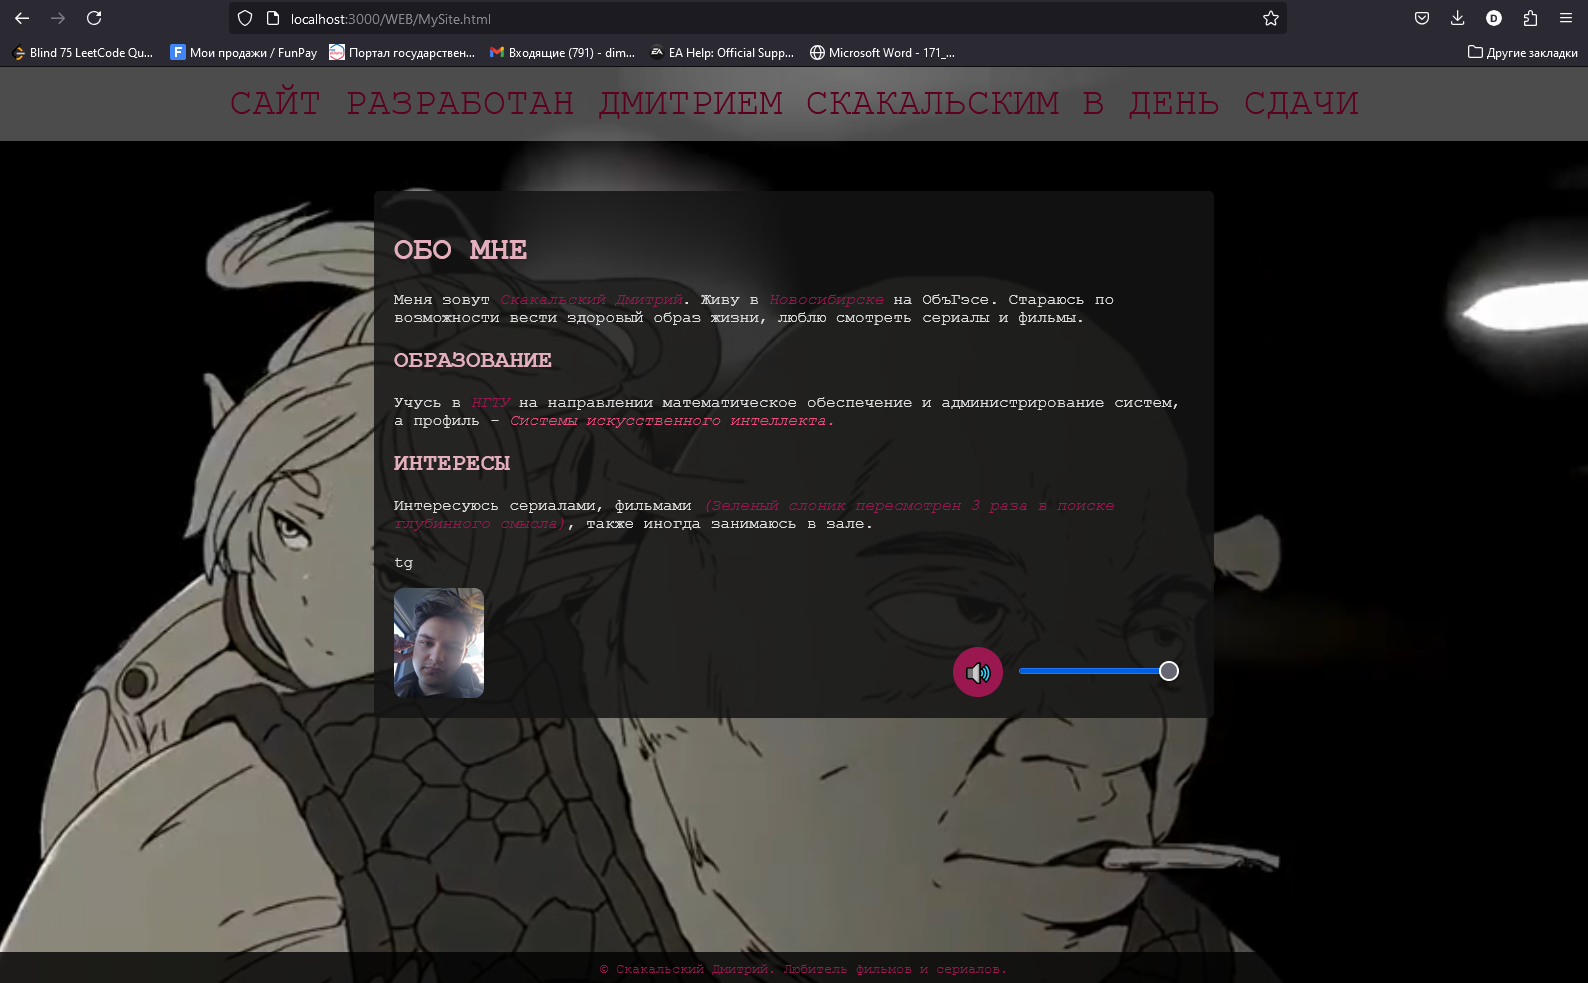 localhost:3000/WEB/MySite.html
Blind 75 LeetCode Qu...
Мои продажи / FunPay
Портал государствен...
Входящие (791) - dim...
EA Help: Official Supp...
Microsoft Word - 171_...
Другие закладки
САЙТ РАЗРАБОТАН ДМИТРИЕМ СКАКАЛЬСКИМ В ДЕНЬ СДАЧИ
ОБО МНЕ
Меня зовут Скакальский Дмитрий. Живу в Новосибирске на ОбъГэсе. Стараюсь по
возможности вести здоровый образ жизни, люблю смотреть сериалы и фильмы.
ОБРАЗОВАНИЕ
Учусь в НГТУ на направлении математическое обеспечение и администрирование систем,
а профиль - Системы искусственного интеллекта.
ИНТЕРЕСЫ
Интересуюсь сериалами, фильмами (Зеленый слоник пересмотрен 3 раза в поиске
глубинного смысла), также иногда занимаюсь в зале.
tg
© Скакальский Дмитрий. Любитель фильмов и сериалов.